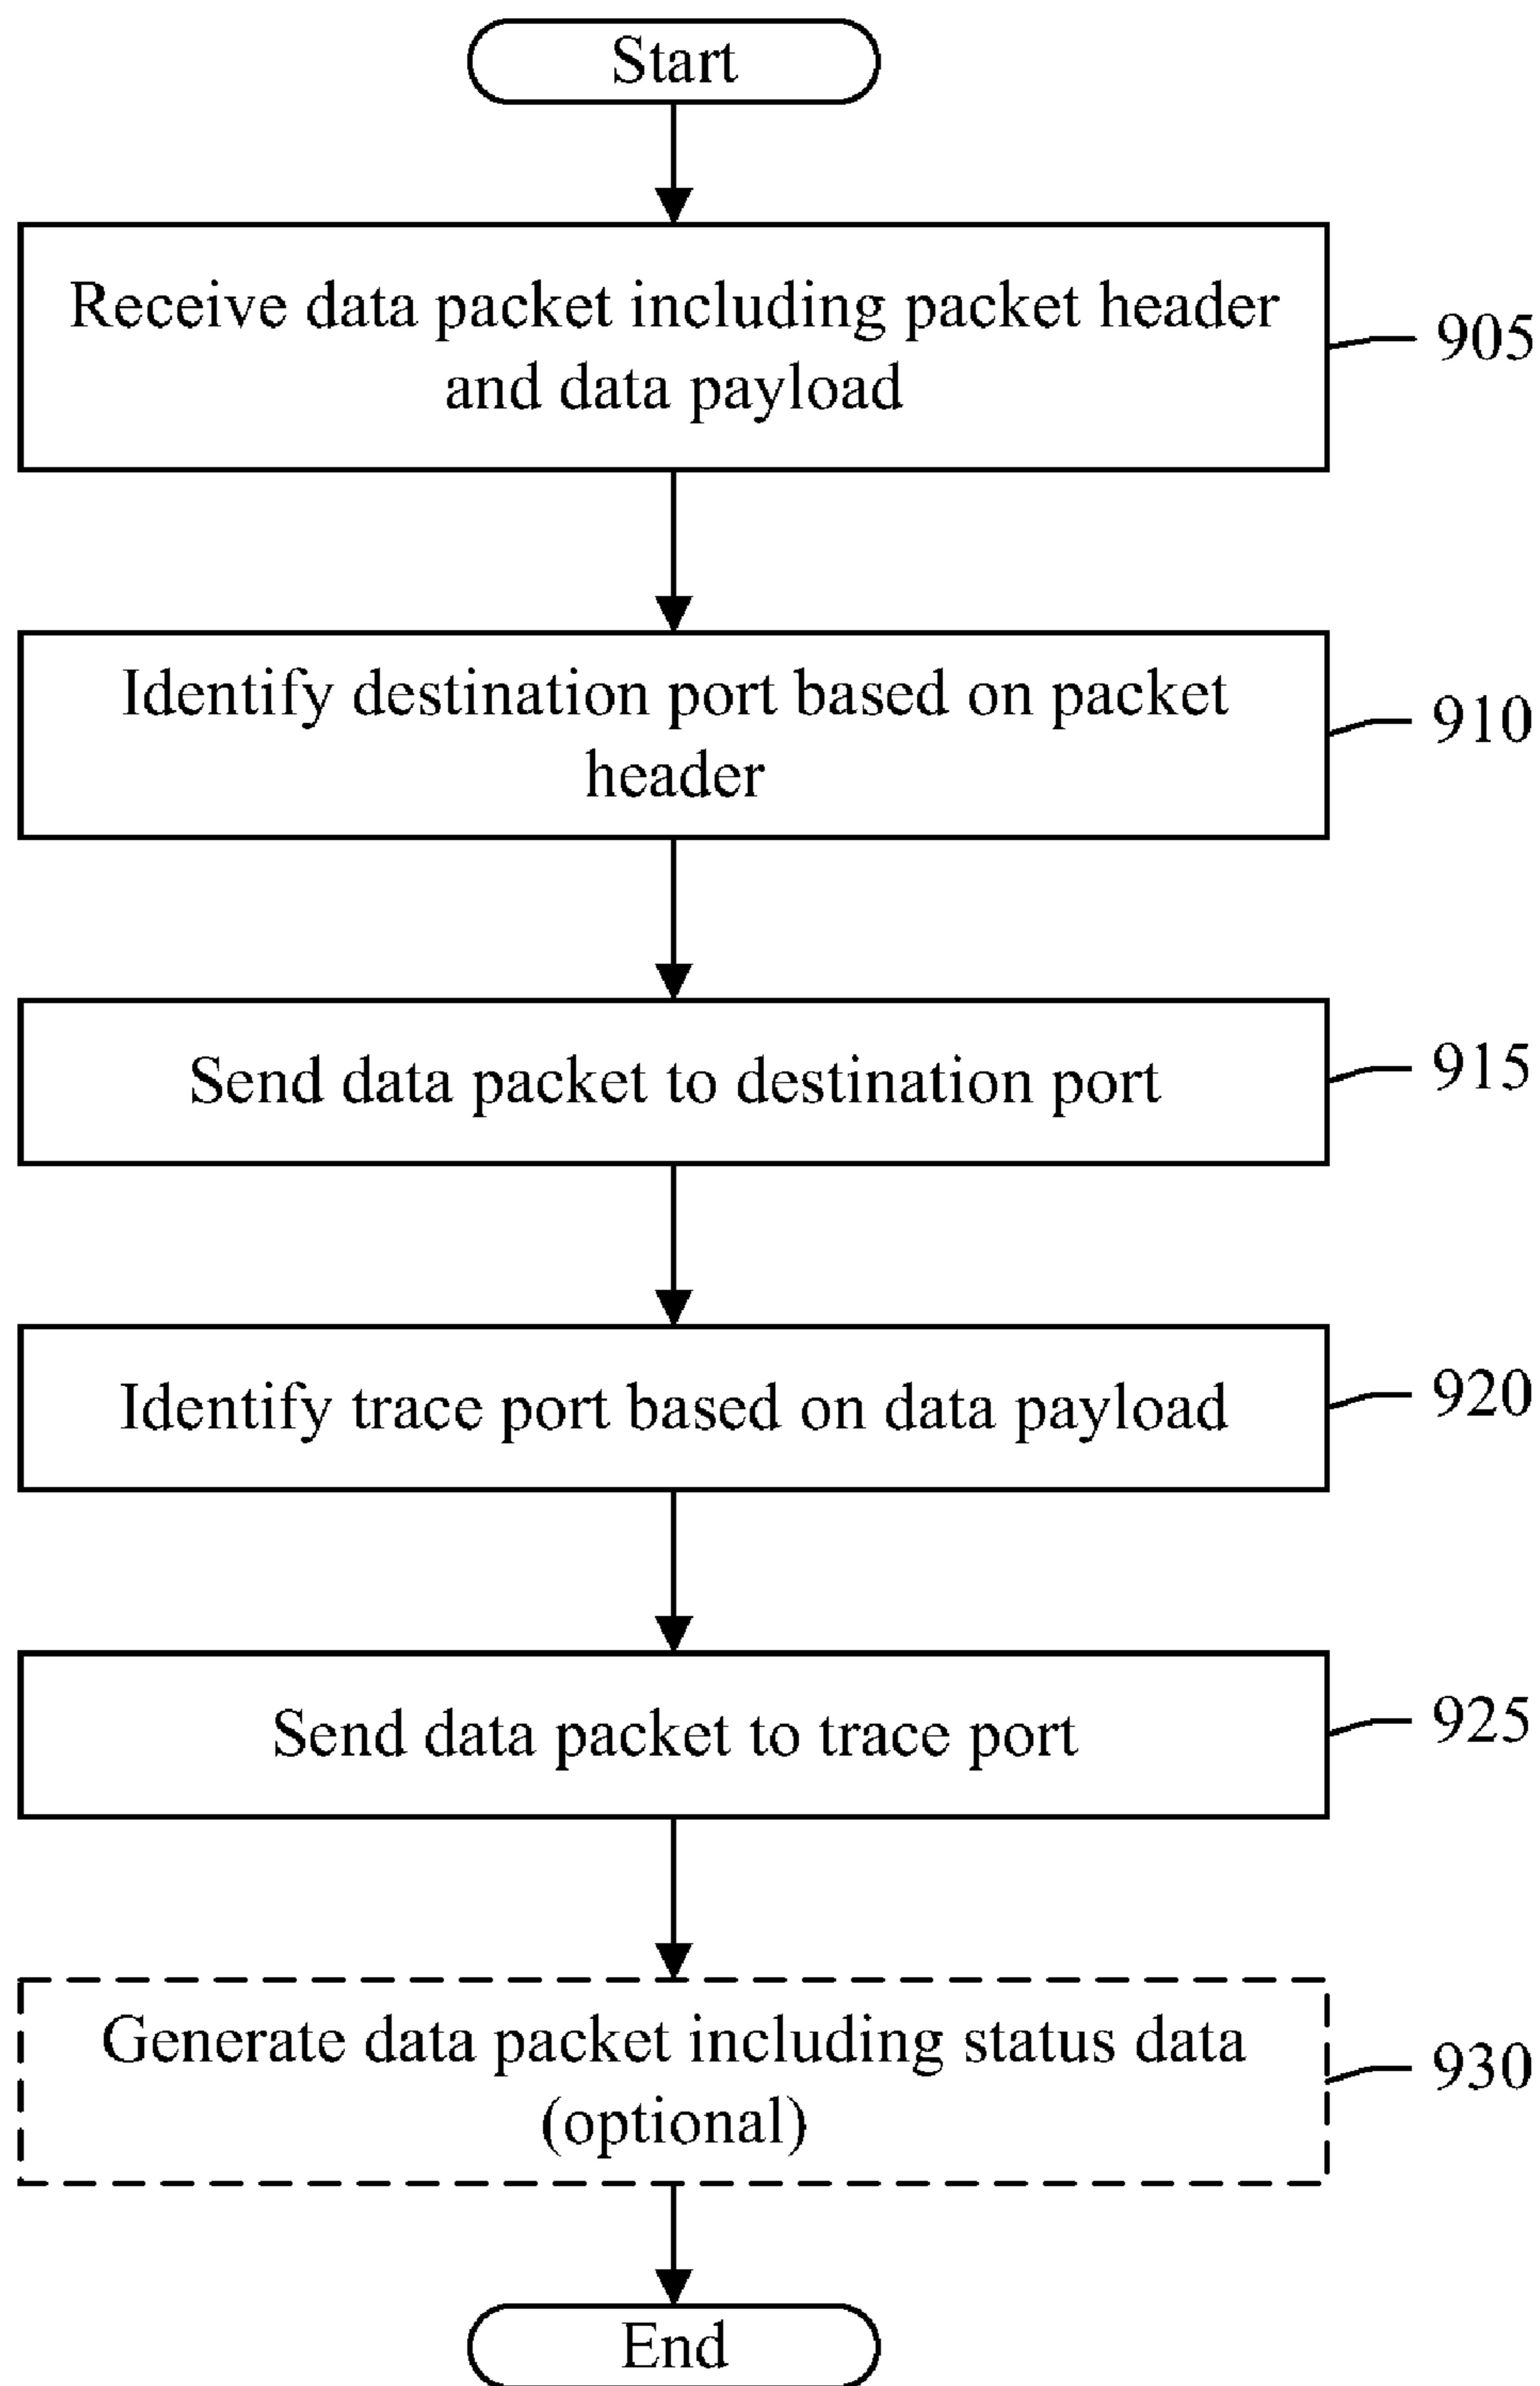 Start
Receive data packet including packet header
and data payload
905
Identify destination port based on packet
header
910
Send data packet to destination port
915
Identify trace port based on data payload
920
Send data packet to trace port
925
Generate data packet including status data
(optional)
930
End